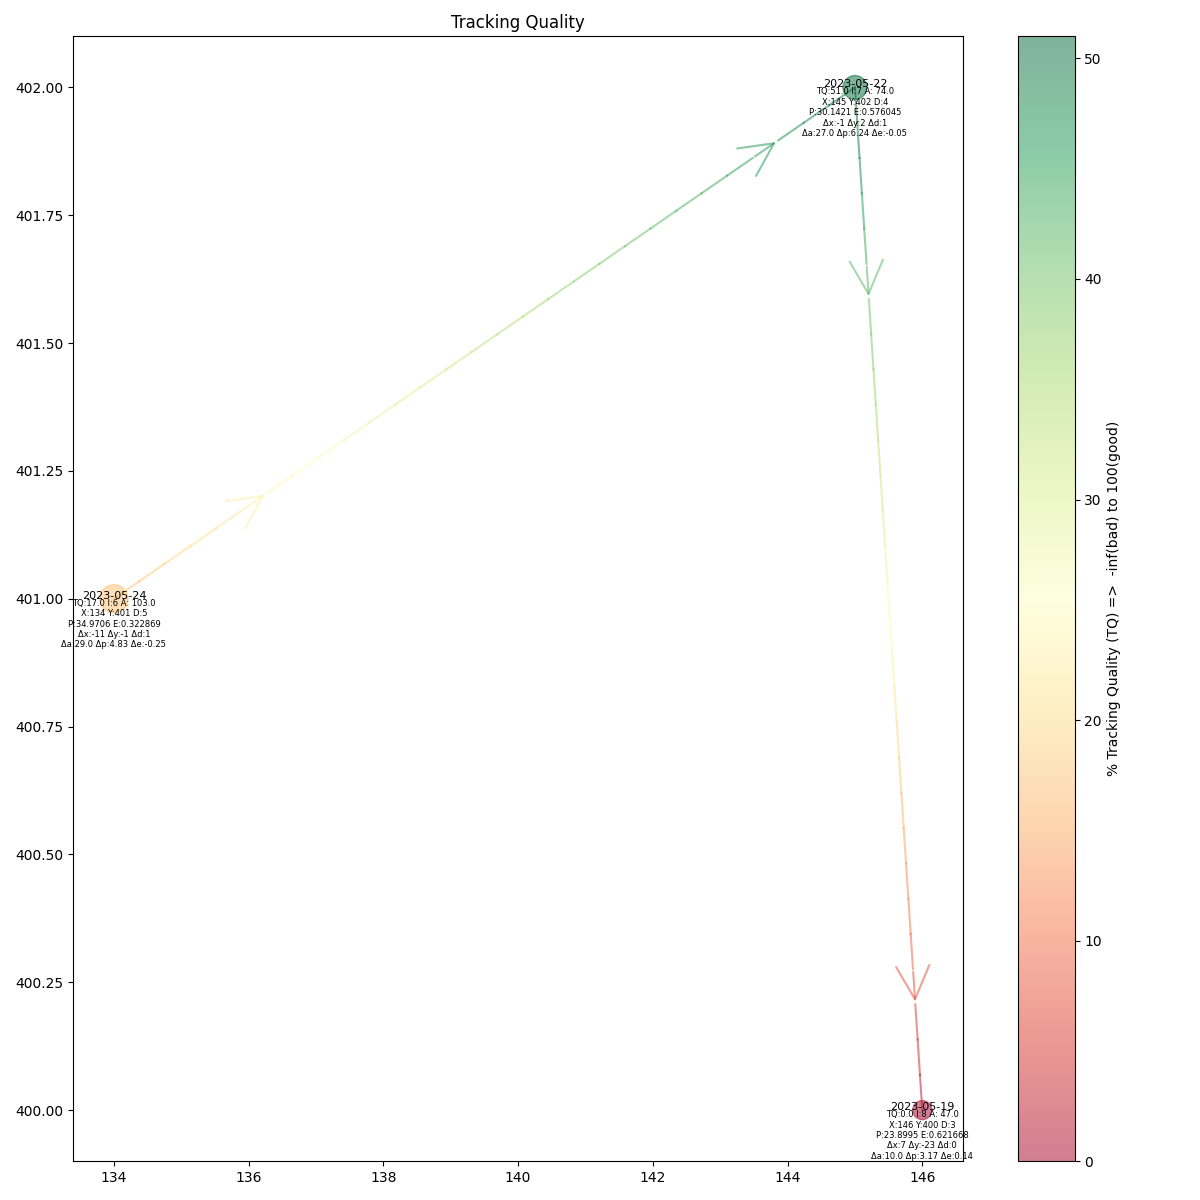 Tracking Quality
402.00
401.75
401.50
401.25
401.00
400.75
400.50
400.25
400.00
134
136
138
140
142
144
146
2023-05-22
TQ:51.0 I:7 A: 74.0
X:145 Y:402 D:4
P:30.1421 E:0.576045
Δx:-1 Δy:2 Δd:1
Δa:27.0 Δp:6.24 Δe:-0.05
2023-05-24
TQ:17.0 I:6 A: 103.0
X:134 Y:401 D:5
P:34.9706 E:0.322869
Δx:-11 Δy:-1 Δd:1
Δa:29.0 Δp:4.83 Δe:-0.25
2023-05-19
TQ:0.0 I:8 A: 47.0
X:146 Y:400 D:3
P:23.8995 E:0.621668
Δx:7 Δy:-23 Δd:0
Δa:10.0 Δp:3.17 Δe:0.14
50
40
30
20
10
0
% Tracking Quality (TQ) => -inf(bad) to 100(good)